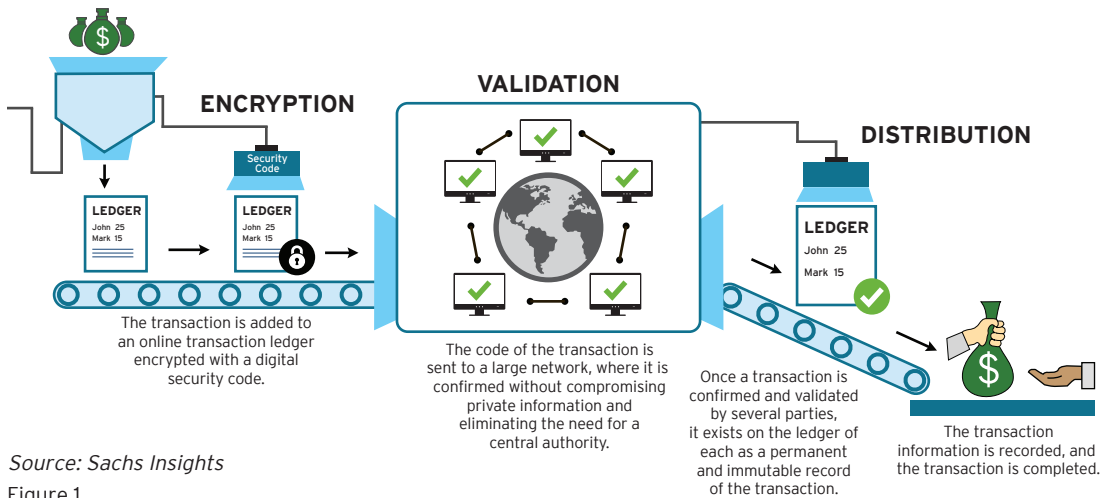 $
ENCRYPTION
Security
Code
LEDGER
John 25
Mark 15
LEDGER
John 25
Mark 15
The transaction is added to
an online transaction ledger
encrypted with a digital
security code.
VALIDATION
The code of the transaction is
sent to a large network, where it is
confirmed without compromising
private information and
eliminating the need for a
central authority.
DISTRIBUTION
LEDGER
John 25
Mark 15
Once a transaction is
confirmed and validated
by several parties,
it exists on the ledger of
each as a permanent
and immutable record
of the transaction.
$
The transaction
information is recorded, and
the transaction is completed.
Source: Sachs Insights
Figure 1